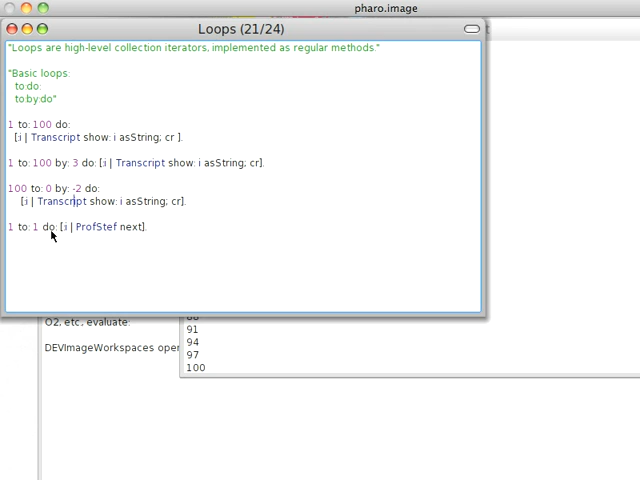 pharo.image
Loops (21/24)
"Loops are high-level collection iterators, implemented as regular methods."
"Basic loops:
to:do:
to:by:do"
1 to: 100 do:
[:i | Transcript show: i asString; cr ].
1 to: 100 by: 3 do: [:i | Transcript show: i asString; cr].
100 to: 0 by: -2 do:
[:i | Transcript show: i asString; cr].
1 to: 1 do: [:i | ProfStef next].
O2, etc, evaluate:
DEVImageWorkspaces oper
91
94
97
100